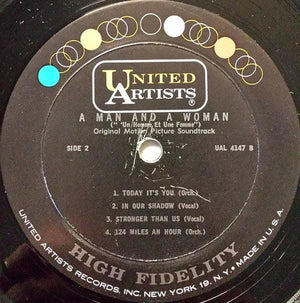 UNITED
ARTISTS
®
A MAN AND A WOMAN
("Un Homme Et Une Femme")
Original Motion Picture Soundtrack
SIDE 2
UAL 4147 B
1. TODAY IT'S YOU (Orch.)
2. IN OUR SHADOW (Vocal)
3. STRONGER THAN US (Vocal)
4. 124 MILES AN HOUR (Orch.)
HIGH FIDELITY
UNITED ARTISTS RECORDS, INC. NEW YORK 19, N.Y. • MADE IN U.S.A.